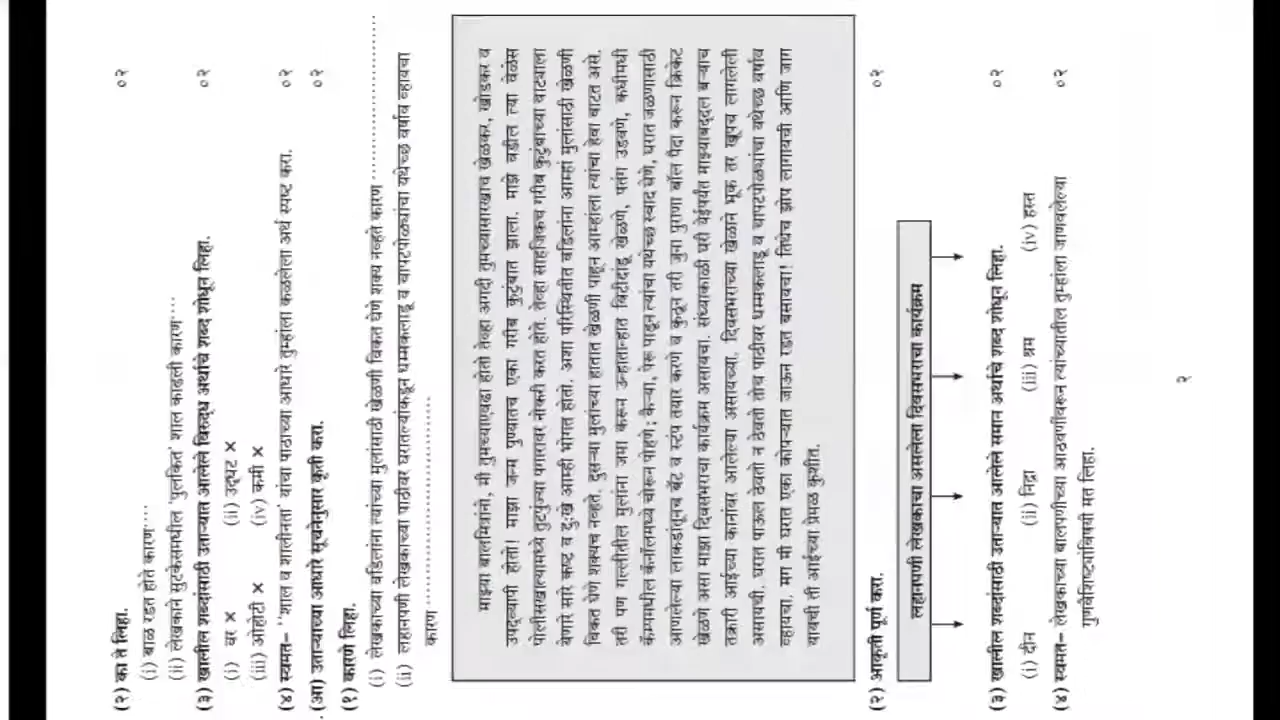 (२) का ते लिहा. ०२
(i) बाळ रडत होते कारण....
(ii) लेखकाने सुटकेसमधील 'पुलकित' शाल काढली कारण....
(३) खालील शब्दांसाठी उताऱ्यात आलेले विरुद्ध अर्थाचे शब्द शोधून लिहा. ०२
(i) वर × (ii) उद्धट ×
(iii) ओहोटी × (iv) कमी ×
(४) स्वमत– ''शाल व शालीनता' यांचा पाठाच्या आधारे तुम्हांला कळलेला अर्थ स्पष्ट करा. ०२
(आ) उताऱ्याच्या आधारे सूचनेनुसार कृती करा. ०२
(१) कारणे लिहा.
(i) लेखकाच्या वडिलांना त्यांच्या मुलांसाठी खेळणी विकत घेणे शक्य नव्हते कारण ....................
(ii) लहानपणी लेखकाच्या पाठीवर घरातल्यांकडून धम्मकलाडू व चापटपोळ्यांचा यथेच्छ वर्षाव व्हायचा
कारण ........................
माझ्या बालमित्रांनो, मी तुमच्याएवढा होतो तेव्हा अगदी तुमच्यासारखाच खेळकर, खोडकर व
उपद्व्यापी होतो! माझा जन्म पुण्यातच एका गरीब कुटुंबात झाला. माझे वडील त्या वेळेस
पोलीसखात्यामध्ये तुटपुंज्या पगारावर नोकरी करत होते. तेव्हा साहजिकच गरीब कुटुंबाच्या वाट्याला
येणारे सारे कष्ट व दुःखे आम्ही भोगत होतो. अशा परिस्थितीत वडिलांना आम्हा मुलांसाठी खेळणी
विकत घेणे शक्यच नव्हते. दुसऱ्या मुलांच्या हातात खेळणी पाहून आम्हांला त्यांचा हेवा वाटत असे.
तरी पण गल्लीतील मुलांना जमा करून उन्हातान्हात विटीदांडू खेळणे, पतंग उडवणे, कधीमधी
कॅम्पमधील कॅनॉलमध्ये चोरून पोहणे; कैऱ्या, पेरू पाडून त्यांचा यथेच्छ स्वाद घेणे, घरात जळणासाठी
आणलेल्या लाकडांतूनच बॅट व स्टंप तयार करणे व कुठून तरी जुना पुराणा बॉल पैदा करून क्रिकेट
खेळणे असा माझा दिवसभराचा कार्यक्रम असायचा. संध्याकाळी घरी येईपर्यंत माझ्याबद्दल बऱ्याच
तक्रारी आईच्या कानांवर आलेल्या असायच्या. दिवसभराच्या खेळाने भूक तर खूपच लागलेली
असायची. घरात पाऊल ठेवतो न ठेवतो तोच पाठीवर धम्मकलाडू व चापटपोळ्यांचा यथेच्छ वर्षाव
व्हायचा. मग मी घरात एका कोपऱ्यात जाऊन रडत बसायचा! तिथेच झोप लागायची आणि जाग
यायची ती आईच्या प्रेमळ कुशीत.
(२) आकृती पूर्ण करा. ०२
लहानपणी लेखकाचा असलेला दिवसभराचा कार्यक्रम
(३) खालील शब्दांसाठी उताऱ्यात आलेले समान अर्थाचे शब्द शोधून लिहा. ०२
(i) दीन (ii) निद्रा (iii) श्रम (iv) हस्त
(४) स्वमत– लेखकाच्या बालपणीच्या आठवणींवरून त्यांच्यातील तुम्हांला जाणवलेल्या ०२
गुणवैशिष्ट्यांविषयी मत लिहा.
२